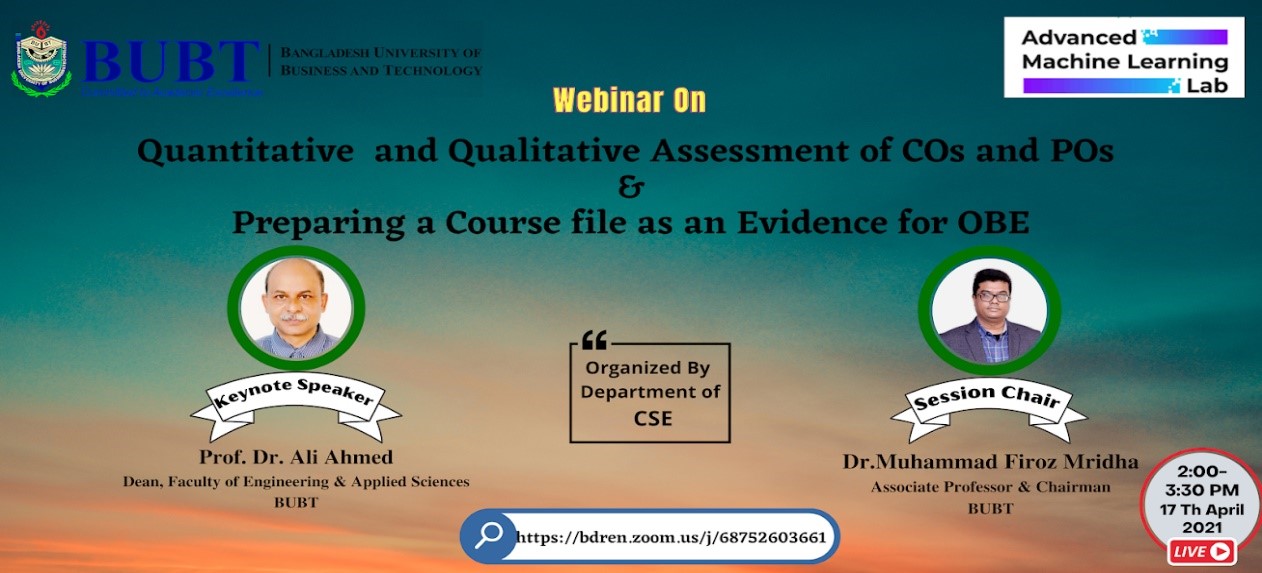 BUBT
BANGLADESH UNIVERSITY OF
BUSINESS AND TECHNOLOGY
Advanced
Machine Learning
Lab
Webinar On
Quantitative and Qualitative Assessment of COs and POs
&
Preparing a Course file as an Evidence for OBE
Keynote Speaker
Prof. Dr. Ali Ahmed
Dean, Faculty of Engineering & Applied Sciences
BUBT
“
Organized By
Department of
CSE
Session Chair
Dr.Muhammad Firoz Mridha
Associate Professor & Chairman
BUBT
2:00-
3:30 PM
17 Th April
2021
LIVE
https://bdren.zoom.us/j/68752603661